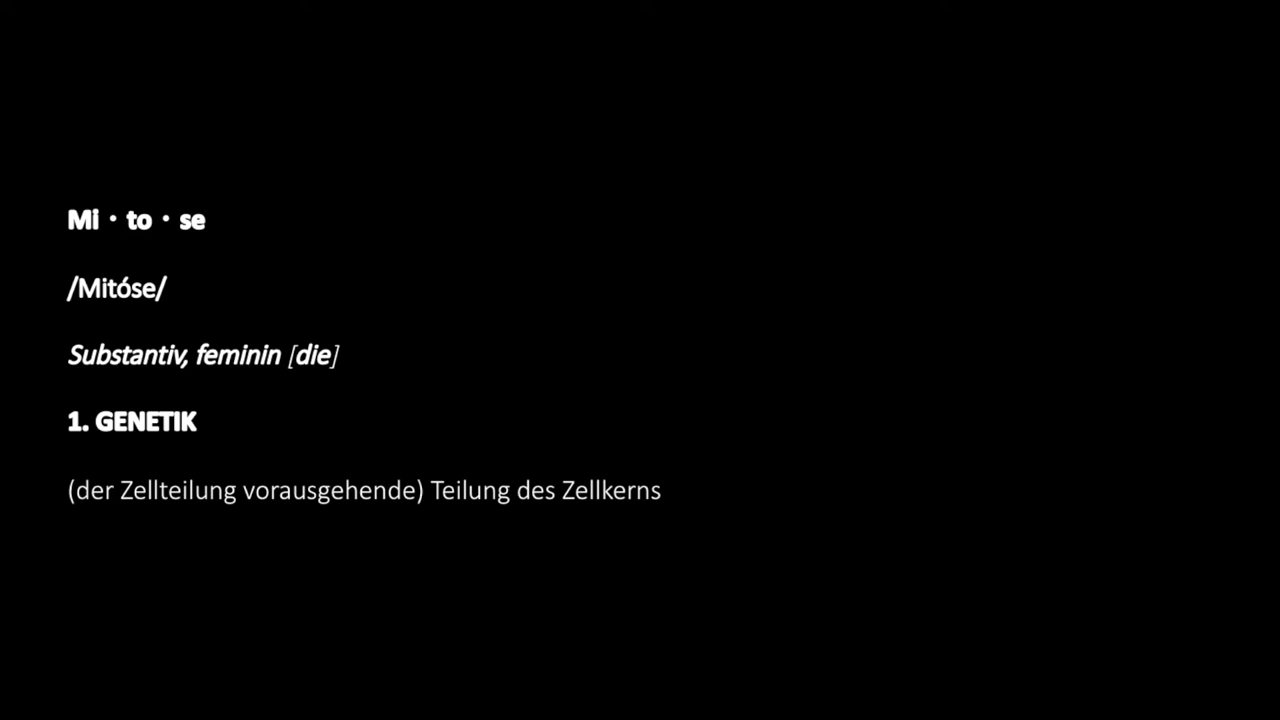 Mi · to · se
/Mitóse/
Substantiv, feminin [die]
1. GENETIK
(der Zellteilung vorausgehende) Teilung des Zellkerns